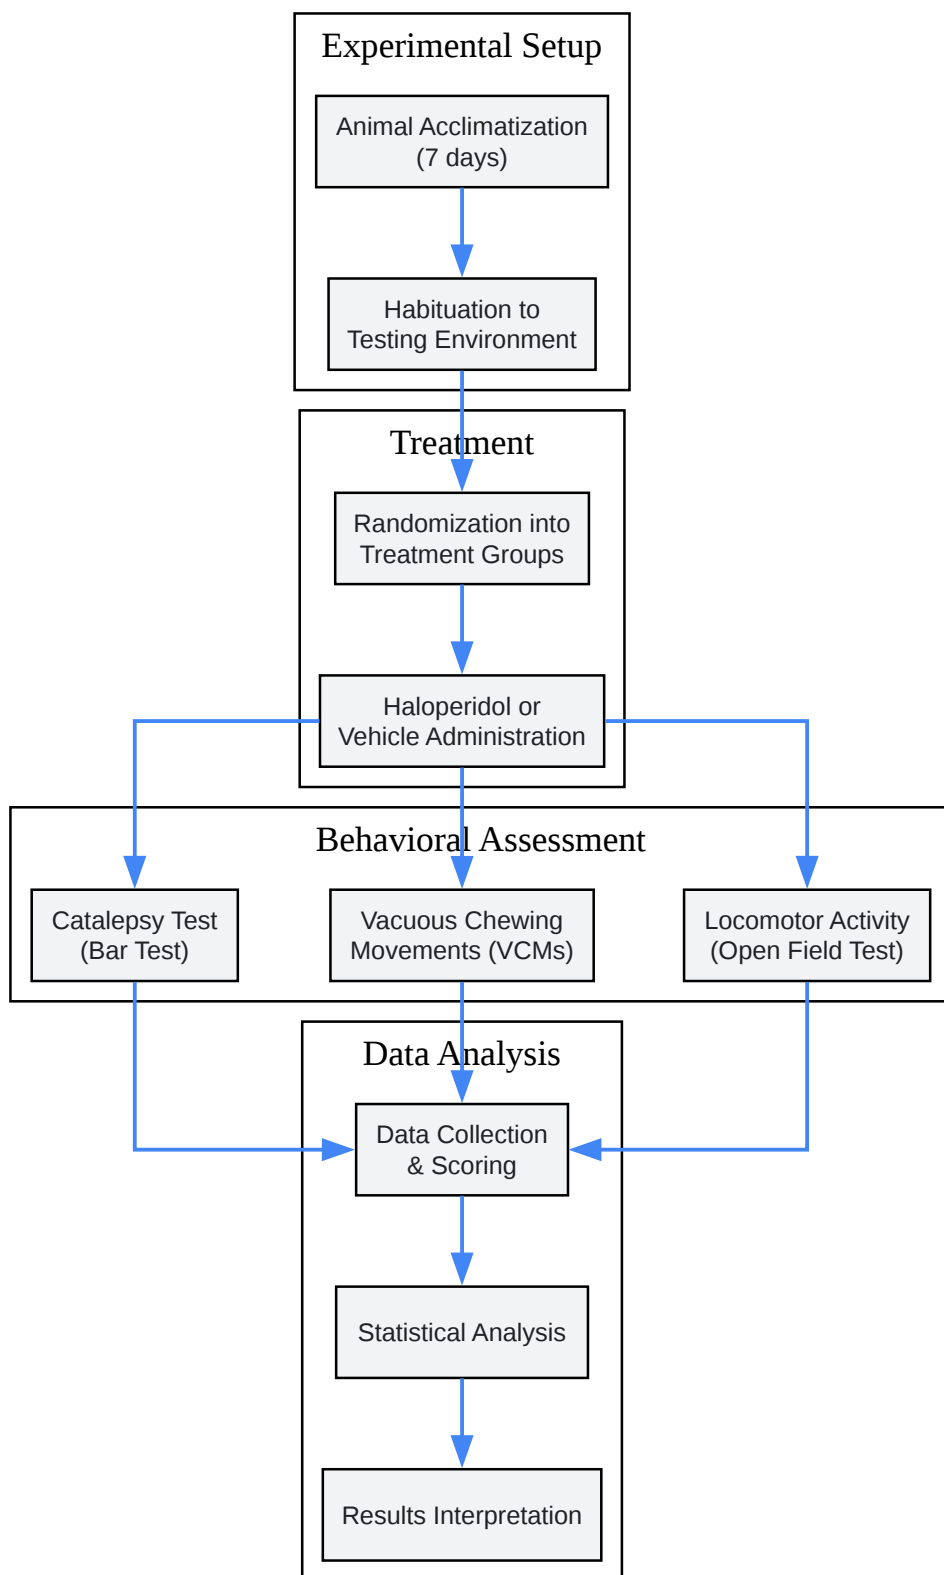 Experimental Setup
Animal Acclimatization
(7 days)
Habituation to
Testing Environment
Treatment
Randomization into
Treatment Groups
Haloperidol or
Vehicle Administration
Behavioral Assessment
Catalepsy Test
(Bar Test)
Vacuous Chewing
Movements (VCMs)
Locomotor Activity
(Open Field Test)
Data Analysis
Data Collection
& Scoring
Statistical Analysis
Results Interpretation